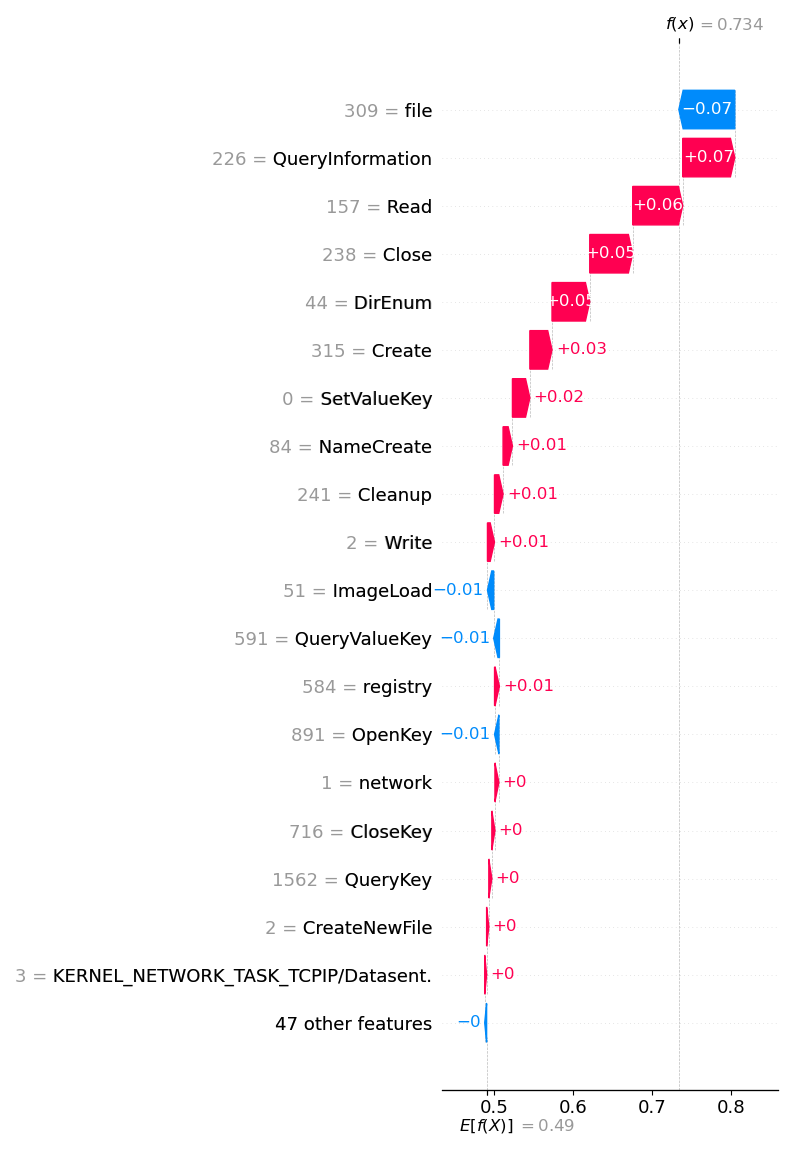 f(x) = 0.734
309 = file −0.07
226 = QueryInformation +0.07
157 = Read +0.06
238 = Close +0.05
44 = DirEnum +0.05
315 = Create +0.03
0 = SetValueKey +0.02
84 = NameCreate +0.01
241 = Cleanup +0.01
2 = Write +0.01
51 = ImageLoad −0.01
591 = QueryValueKey −0.01
584 = registry +0.01
891 = OpenKey −0.01
1 = network +0
716 = CloseKey +0
1562 = QueryKey +0
2 = CreateNewFile +0
3 = KERNEL_NETWORK_TASK_TCPIP/Datasent. +0
47 other features −0
0.5 0.6 0.7 0.8
E[f(X)] = 0.49